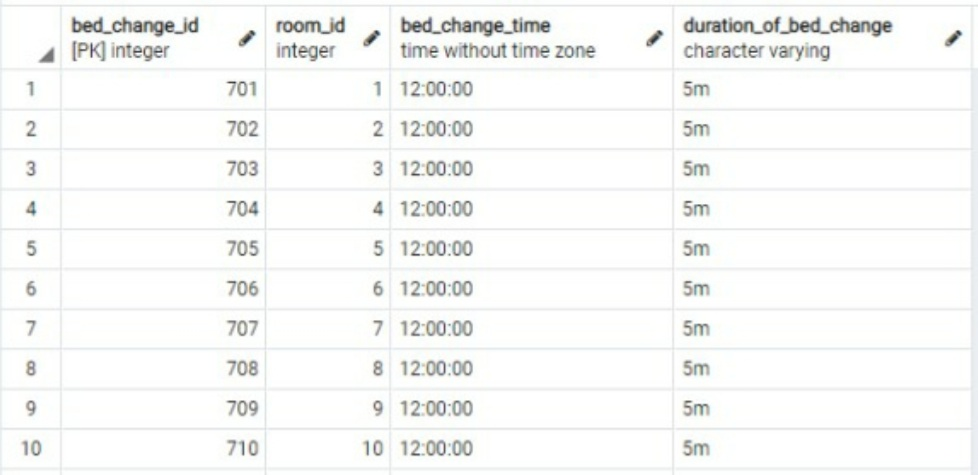 bed_change_id room_id bed_change_time duration_of_bed_change
[PK] integer integer time without time zone character varying
1 701 1 12:00:00 5m
2 702 2 12:00:00 5m
3 703 3 12:00:00 5m
4 704 4 12:00:00 5m
5 705 5 12:00:00 5m
6 706 6 12:00:00 5m
7 707 7 12:00:00 5m
8 708 8 12:00:00 5m
9 709 9 12:00:00 5m
10 710 10 12:00:00 5m